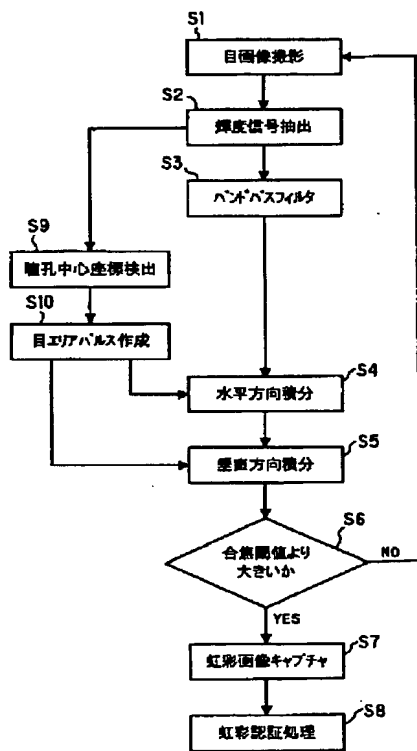 S1
目画像撮影
S2
輝度信号抽出
S3
バンドパスフィルタ
S9
瞳孔中心座標検出
S10
目エリアパルス作成
S4
水平方向積分
S5
垂直方向積分
S6
合焦閾値より
大きいか
NO
YES
S7
虹彩画像キャプチャ
S8
虹彩認証処理